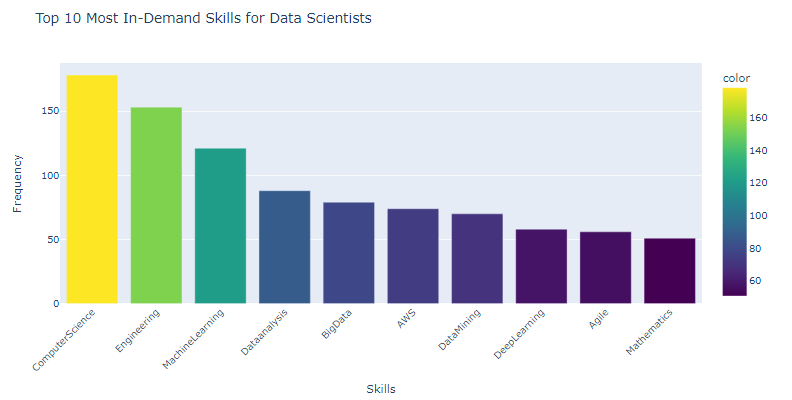 Top 10 Most In-Demand Skills for Data Scientists
color
160
140
120
100
80
60
Frequency
150
100
50
0
ComputerScience
Engineering
MachineLearning
Dataanalysis
BigData
AWS
DataMining
DeepLearning
Agile
Mathematics
Skills